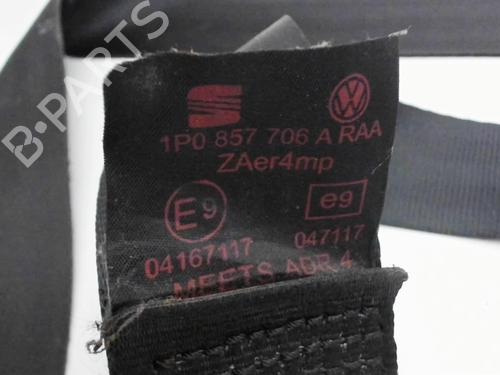 1P0 857 706 A RAA
ZAer4mp
E9 e9
04167117 047117
MEETS ADR 4
B-PARTS